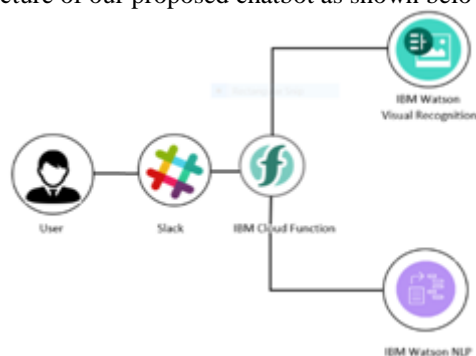 cture of our proposed chatbot as shown belo
IBM Watson
Visual Recognition
User
Slack
IBM Cloud Function
IBM Watson NLP